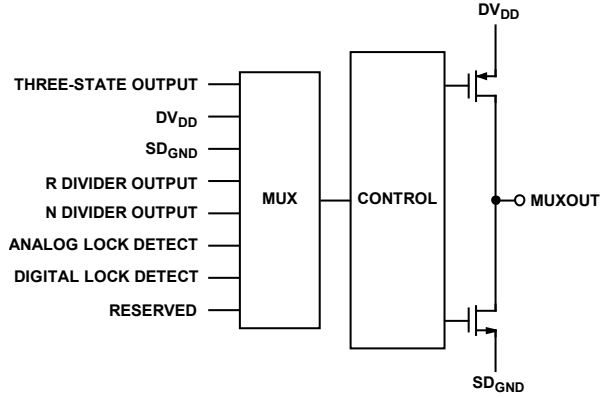 DVDD
THREE-STATE OUTPUT
DVDD
SDGND
R DIVIDER OUTPUT
N DIVIDER OUTPUT
ANALOG LOCK DETECT
DIGITAL LOCK DETECT
RESERVED
MUX
CONTROL
MUXOUT
SDGND